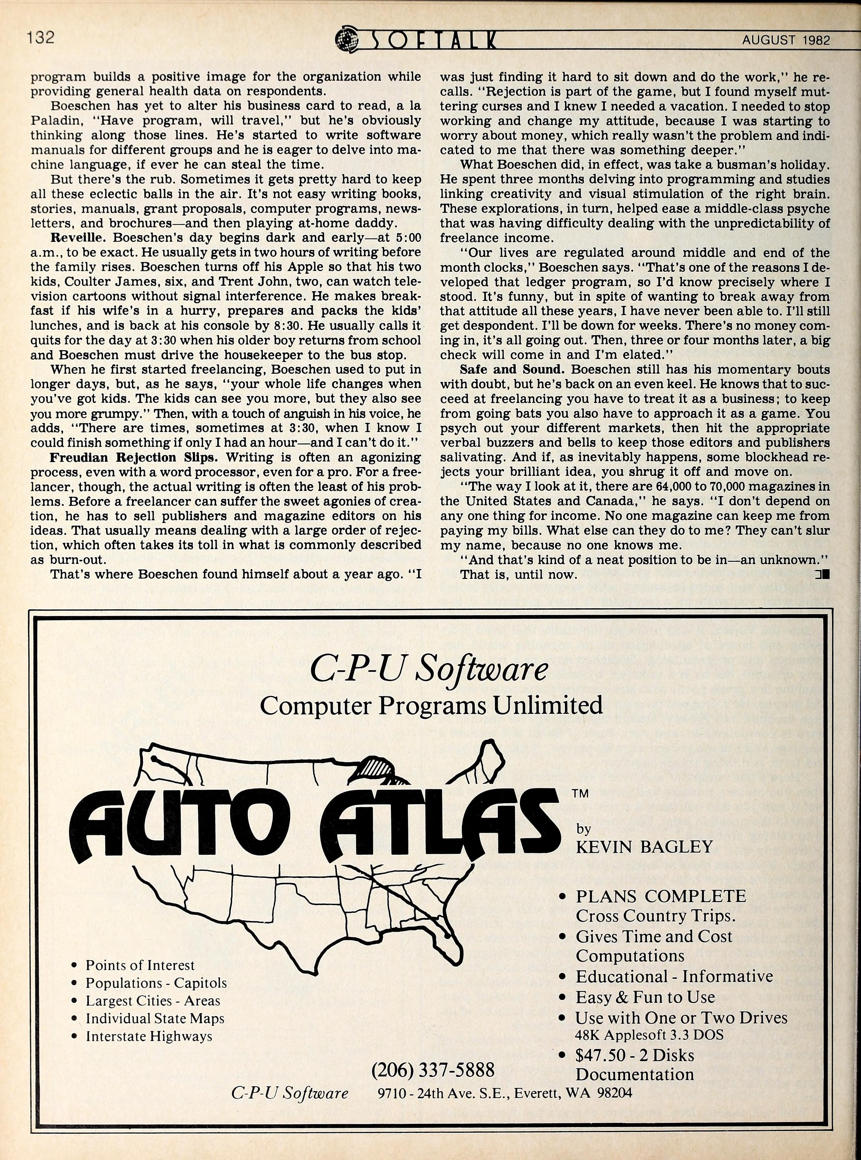 132
SOFTALK
AUGUST 1982
program builds a positive image for the organization while
providing general health data on respondents.
Boeschen has yet to alter his business card to read, a la
Paladin, "Have program, will travel," but he's obviously
thinking along those lines. He's started to write software
manuals for different groups and he is eager to delve into ma-
chine language, if ever he can steal the time.
But there's the rub. Sometimes it gets pretty hard to keep
all these eclectic balls in the air. It's not easy writing books,
stories, manuals, grant proposals, computer programs, news-
letters, and brochures—and then playing at-home daddy.
Reveille. Boeschen's day begins dark and early—at 5:00
a.m., to be exact. He usually gets in two hours of writing before
the family rises. Boeschen turns off his Apple so that his two
kids, Coulter James, six, and Trent John, two, can watch tele-
vision cartoons without signal interference. He makes break-
fast if his wife's in a hurry, prepares and packs the kids'
lunches, and is back at his console by 8:30. He usually calls it
quits for the day at 3:30 when his older boy returns from school
and Boeschen must drive the housekeeper to the bus stop.
When he first started freelancing, Boeschen used to put in
longer days, but, as he says, "your whole life changes when
you've got kids. The kids can see you more, but they also see
you more grumpy." Then, with a touch of anguish in his voice, he
adds, "There are times, sometimes at 3:30, when I know I
could finish something if only I had an hour—and I can't do it."
Freudian Rejection Slips. Writing is often an agonizing
process, even with a word processor, even for a pro. For a free-
lancer, though, the actual writing is often the least of his prob-
lems. Before a freelancer can suffer the sweet agonies of crea-
tion, he has to sell publishers and magazine editors on his
ideas. That usually means dealing with a large order of rejec-
tion, which often takes its toll in what is commonly described
as burn-out.
That's where Boeschen found himself about a year ago. "I
was just finding it hard to sit down and do the work," he re-
calls. "Rejection is part of the game, but I found myself mut-
tering curses and I knew I needed a vacation. I needed to stop
working and change my attitude, because I was starting to
worry about money, which really wasn't the problem and indi-
cated to me that there was something deeper."
What Boeschen did, in effect, was take a busman's holiday.
He spent three months delving into programming and studies
linking creativity and visual stimulation of the right brain.
These explorations, in turn, helped ease a middle-class psyche
that was having difficulty dealing with the unpredictability of
freelance income.
"Our lives are regulated around middle and end of the
month clocks," Boeschen says. "That's one of the reasons I de-
veloped that ledger program, so I'd know precisely where I
stood. It's funny, but in spite of wanting to break away from
that attitude all these years, I have never been able to. I'll still
get despondent. I'll be down for weeks. There's no money com-
ing in, it's all going out. Then, three or four months later, a big
check will come in and I'm elated."
Safe and Sound. Boeschen still has his momentary bouts
with doubt, but he's back on an even keel. He knows that to suc-
ceed at freelancing you have to treat it as a business; to keep
from going bats you also have to approach it as a game. You
psych out your different markets, then hit the appropriate
verbal buzzers and bells to keep those editors and publishers
salivating. And if, as inevitably happens, some blockhead re-
jects your brilliant idea, you shrug it off and move on.
"The way I look at it, there are 64,000 to 70,000 magazines in
the United States and Canada," he says. "I don't depend on
any one thing for income. No one magazine can keep me from
paying my bills. What else can they do to me? They can't slur
my name, because no one knows me.
"And that's kind of a neat position to be in—an unknown."
That is, until now.
C-P-U Software
Computer Programs Unlimited
AUTO ATLAS™
by
KEVIN BAGLEY
• Points of Interest
• Populations - Capitols
• Largest Cities - Areas
• Individual State Maps
• Interstate Highways
• PLANS COMPLETE
Cross Country Trips.
• Gives Time and Cost
Computations
• Educational - Informative
• Easy & Fun to Use
• Use with One or Two Drives
48K Applesoft 3.3 DOS
• $47.50 - 2 Disks
Documentation
(206) 337-5888
C-P-U Software 9710 - 24th Ave. S.E., Everett, WA 98204